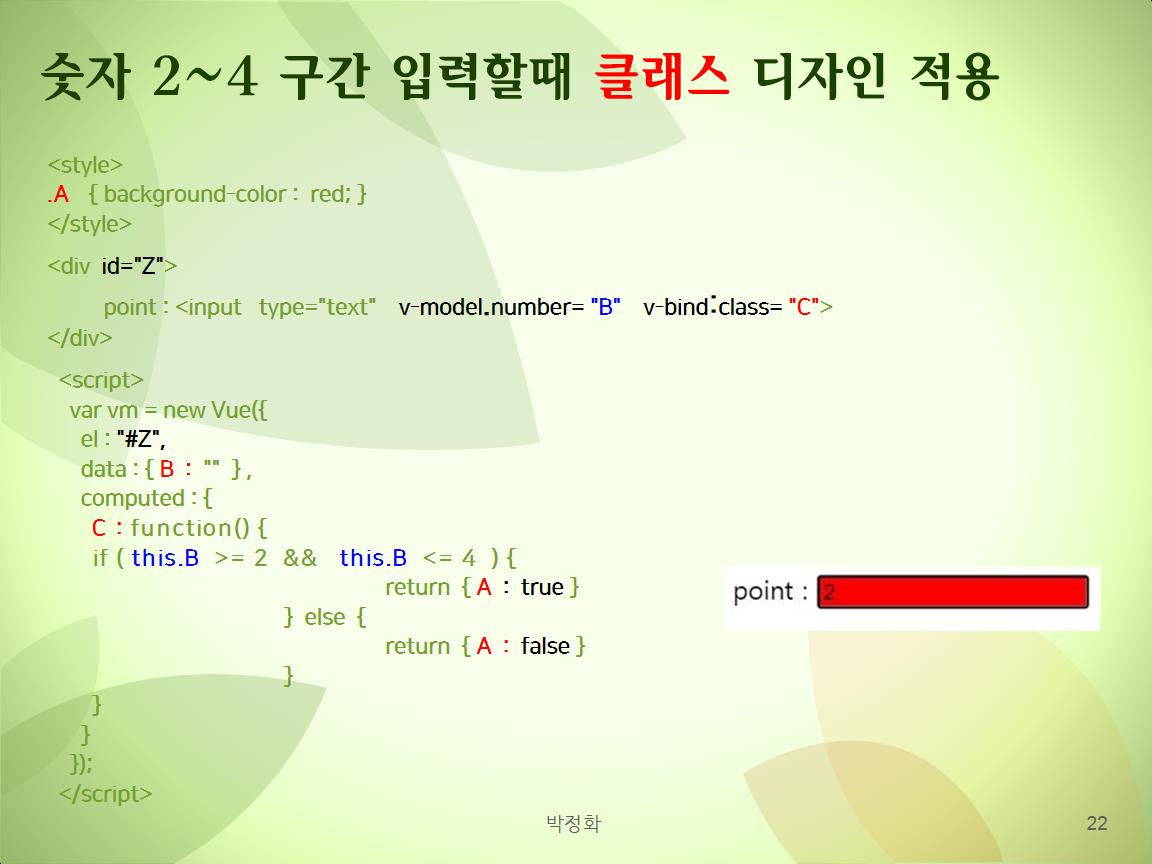 숫자 2~4 구간 입력할때 클래스 디자인 적용
<style>
.A { background-color : red; }
</style>
<div id="Z">
point : <input type="text" v-model.number= "B" v-bind:class= "C">
</div>
<script>
var vm = new Vue({
el : "#Z",
data : { B : "" } ,
computed : {
C : function() {
if ( this.B >= 2 && this.B <= 4 ) {
return { A : true }
} else {
return { A : false }
}
}
}
});
</script>
point : 2
박정화
22